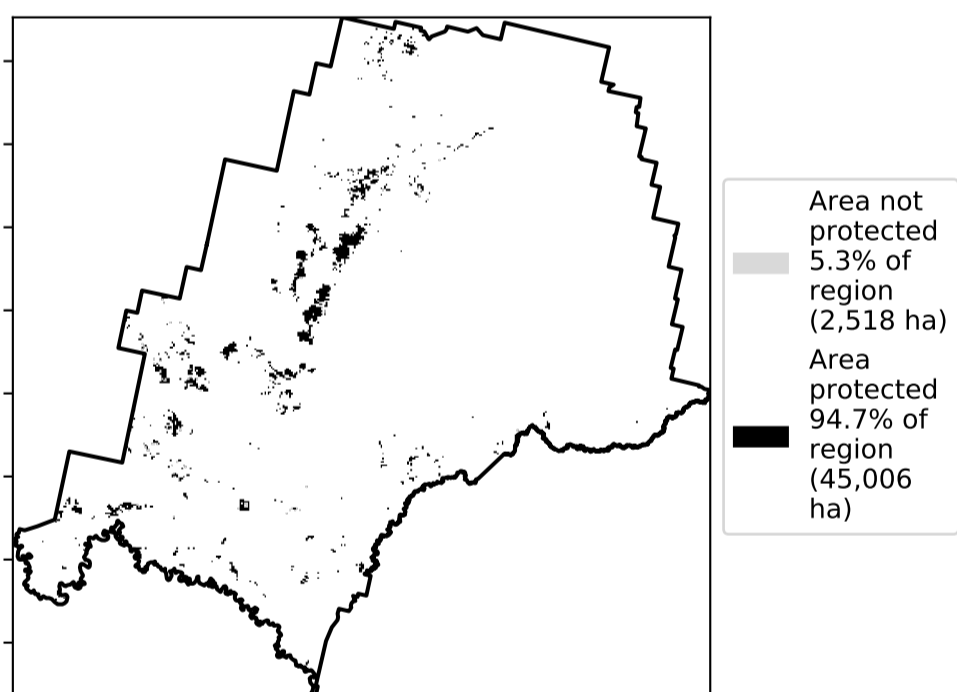 Area not
protected
5.3% of
region
(2,518 ha)
Area
protected
94.7% of
region
(45,006
ha)